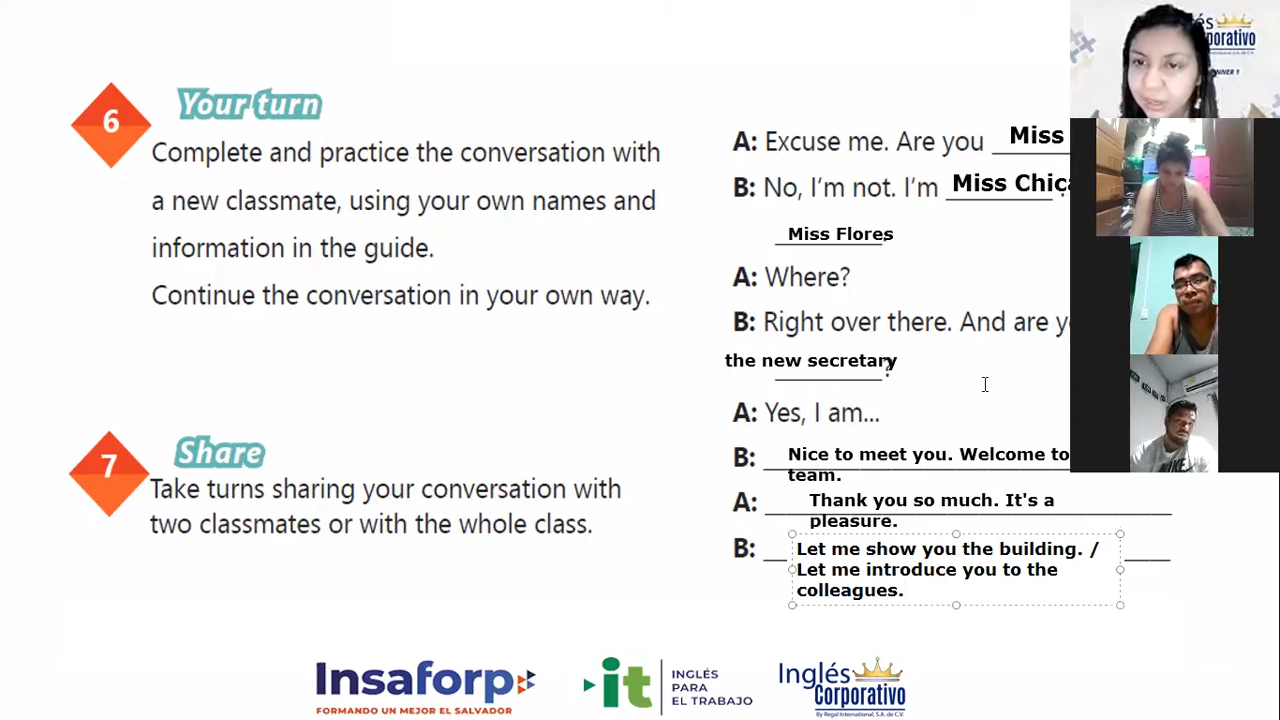 6
Your turn
Complete and practice the conversation with
a new classmate, using your own names and
information in the guide.
Continue the conversation in your own way.
7
Share
Take turns sharing your conversation with
two classmates or with the whole class.
A: Excuse me. Are you Miss
B: No, I'm not. I'm Miss Chica
Miss Flores
A: Where?
B: Right over there. And are
the new secretary?
A: Yes, I am...
B: Nice to meet you. Welcome to
team.
A: Thank you so much. It's a
pleasure.
B: Let me show you the building. /
Let me introduce you to the
colleagues.
Insaforp
FORMANDO UN MEJOR EL SALVADOR
it
INGLÉS
PARA
EL TRABAJO
Inglés
Corporativo
By Regal International, S.A. de C.V.